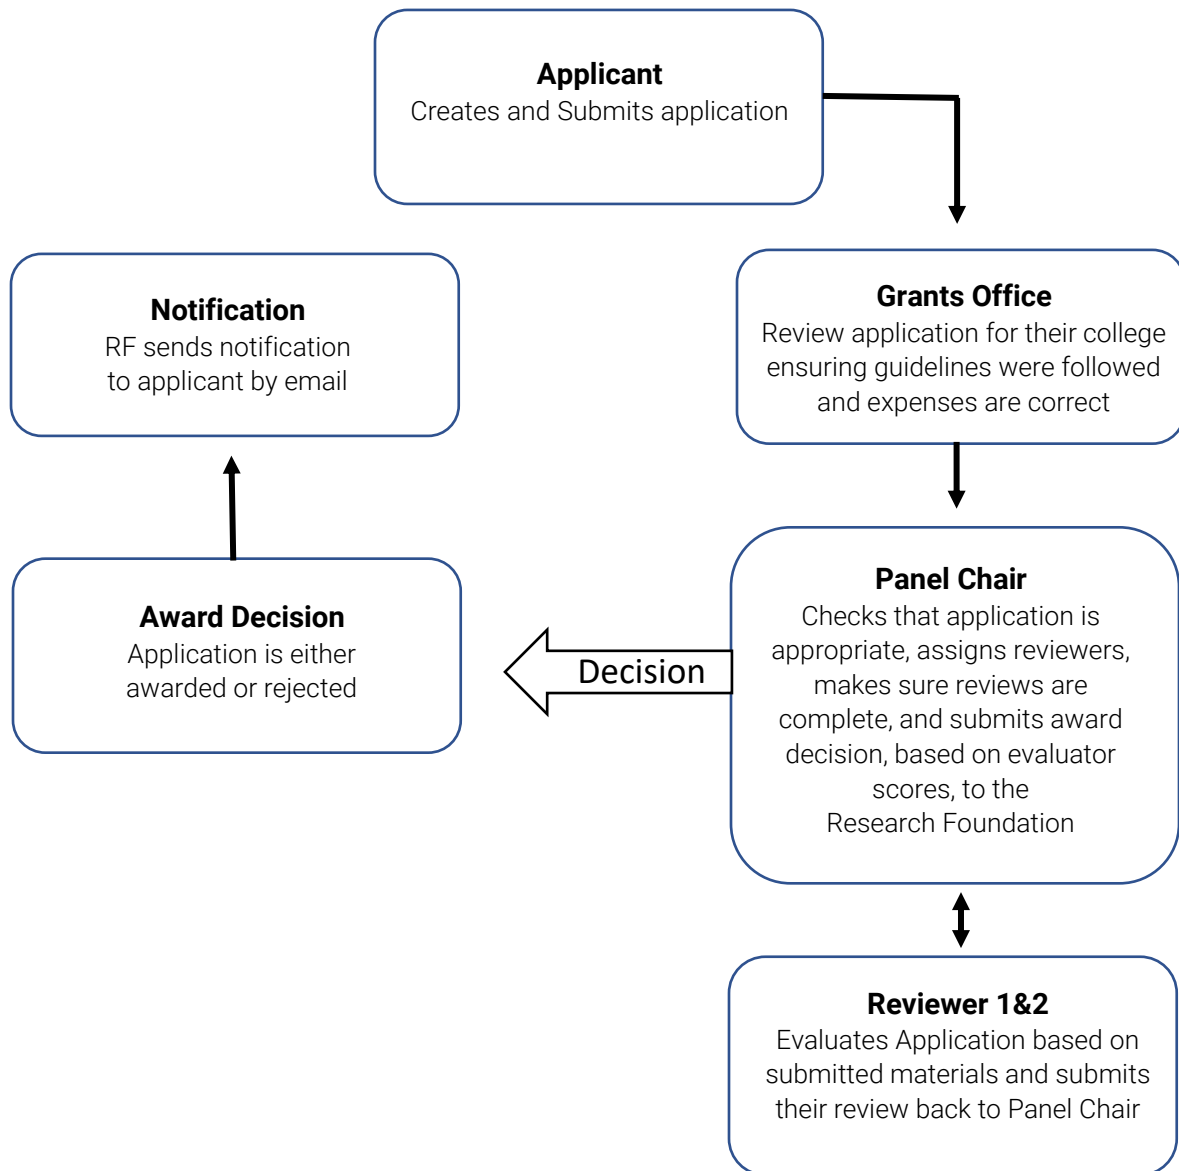 Applicant
Creates and Submits application
Grants Office
Review application for their college
ensuring guidelines were followed
and expenses are correct
Panel Chair
Checks that application is
appropriate, assigns reviewers,
makes sure reviews are
complete, and submits award
decision, based on evaluator
scores, to the
Research Foundation
Reviewer 1&2
Evaluates Application based on
submitted materials and submits
their review back to Panel Chair
Decision
Award Decision
Application is either
awarded or rejected
Notification
RF sends notification
to applicant by email